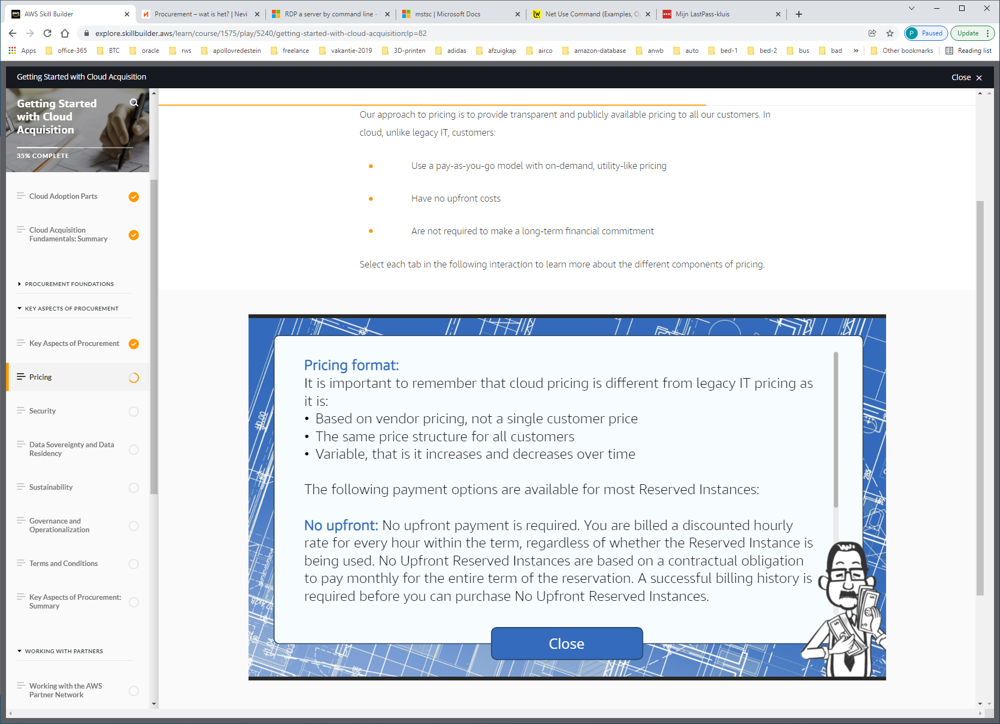 AWS Skill Builder
Procurement – wat is het? | Nevi
RDP a server by command line -
mstsc | Microsoft Docs
Net Use Command (Examples, O
Mijn LastPass-kluis
explore.skillbuilder.aws/learn/course/1575/play/5240/getting-started-with-cloud-acquisition;lp=82
P Paused
Update
Apps office-365 BTC oracle rws apollovredestein freelance vakantie-2019 3D-printen adidas afzuigkap airco amazon-database anwb auto bed-1 bed-2 bus bad » Other bookmarks Reading list
Getting Started with Cloud Acquisition
Close
Getting Started
with Cloud
Acquisition
35% COMPLETE
Cloud Adoption Parts
Cloud Acquisition
Fundamentals: Summary
PROCUREMENT FOUNDATIONS
KEY ASPECTS OF PROCUREMENT
Key Aspects of Procurement
Pricing
Security
Data Sovereignty and Data
Residency
Sustainability
Governance and
Operationalization
Terms and Conditions
Key Aspects of Procurement:
Summary
WORKING WITH PARTNERS
Working with the AWS
Partner Network
Our approach to pricing is to provide transparent and publicly available pricing to all our customers. In
cloud, unlike legacy IT, customers:
• Use a pay-as-you-go model with on-demand, utility-like pricing
• Have no upfront costs
• Are not required to make a long-term financial commitment
Select each tab in the following interaction to learn more about the different components of pricing.
Pricing format:
It is important to remember that cloud pricing is different from legacy IT pricing as
it is:
• Based on vendor pricing, not a single customer price
• The same price structure for all customers
• Variable, that is it increases and decreases over time
The following payment options are available for most Reserved Instances:
No upfront: No upfront payment is required. You are billed a discounted hourly
rate for every hour within the term, regardless of whether the Reserved Instance is
being used. No Upfront Reserved Instances are based on a contractual obligation
to pay monthly for the entire term of the reservation. A successful billing history is
required before you can purchase No Upfront Reserved Instances.
Close